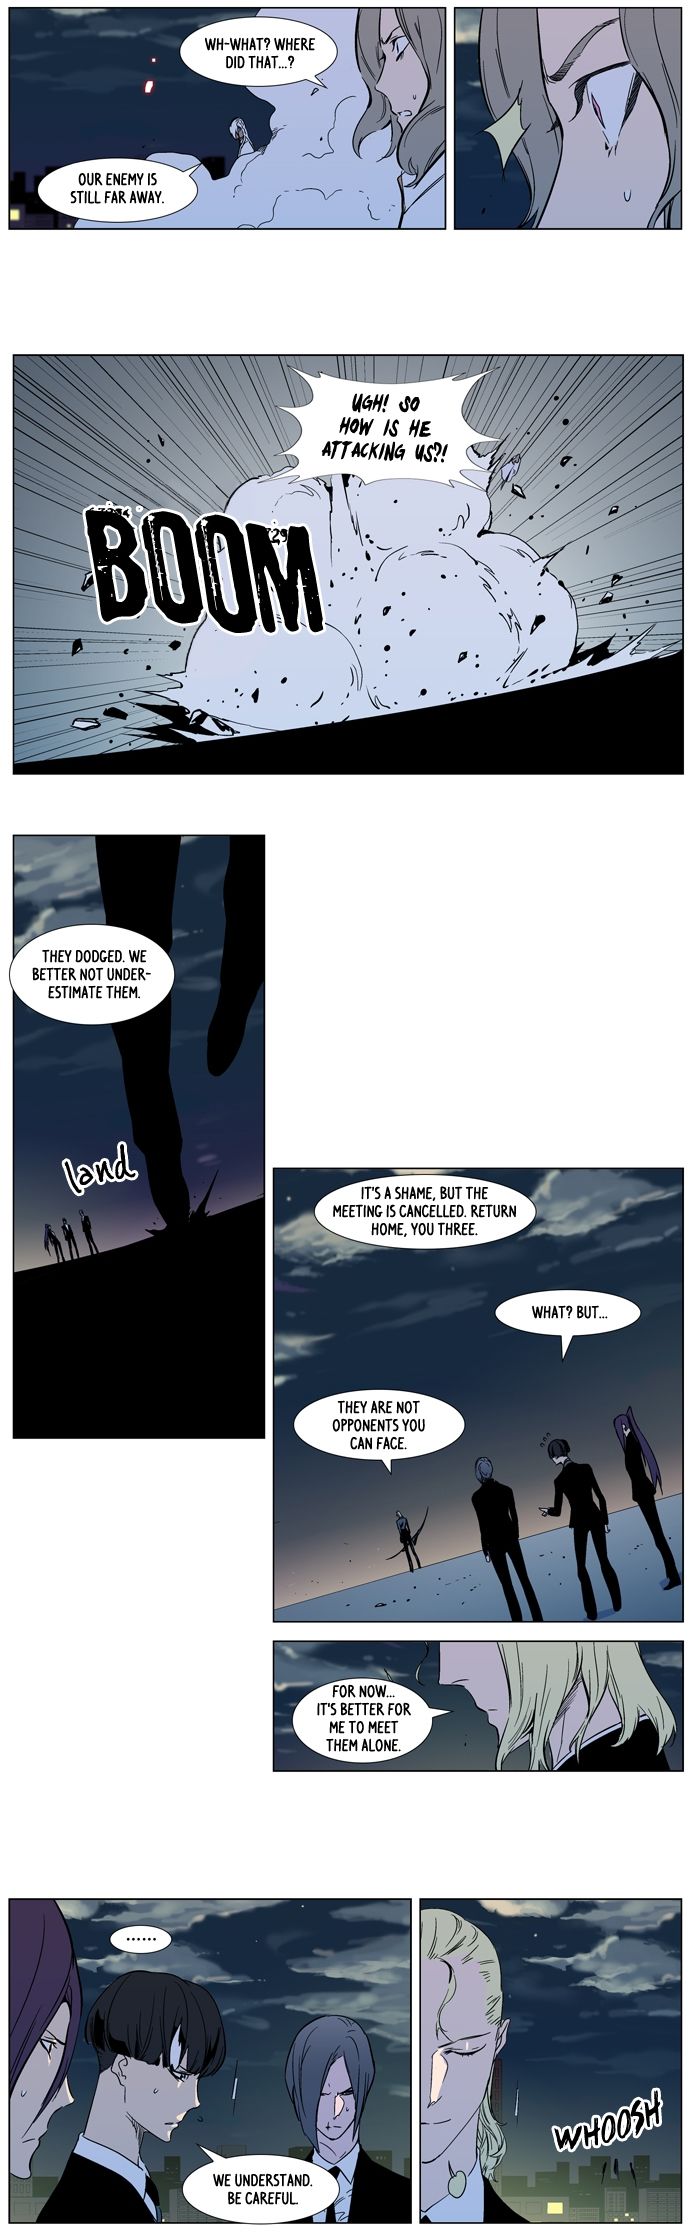 WH-WHAT? WHERE
DID THAT...?
OUR ENEMY IS
STILL FAR AWAY.
UGH! SO
HOW IS HE
ATTACKING US?!
BOOM
THEY DODGED. WE
BETTER NOT UNDER-
ESTIMATE THEM.
land
IT'S A SHAME, BUT THE
MEETING IS CANCELLED. RETURN
HOME, YOU THREE.
WHAT? BUT...
THEY ARE NOT
OPPONENTS YOU
CAN FACE.
FOR NOW...
IT'S BETTER FOR
ME TO MEET
THEM ALONE.
......
WE UNDERSTAND.
BE CAREFUL.
WHOOSH